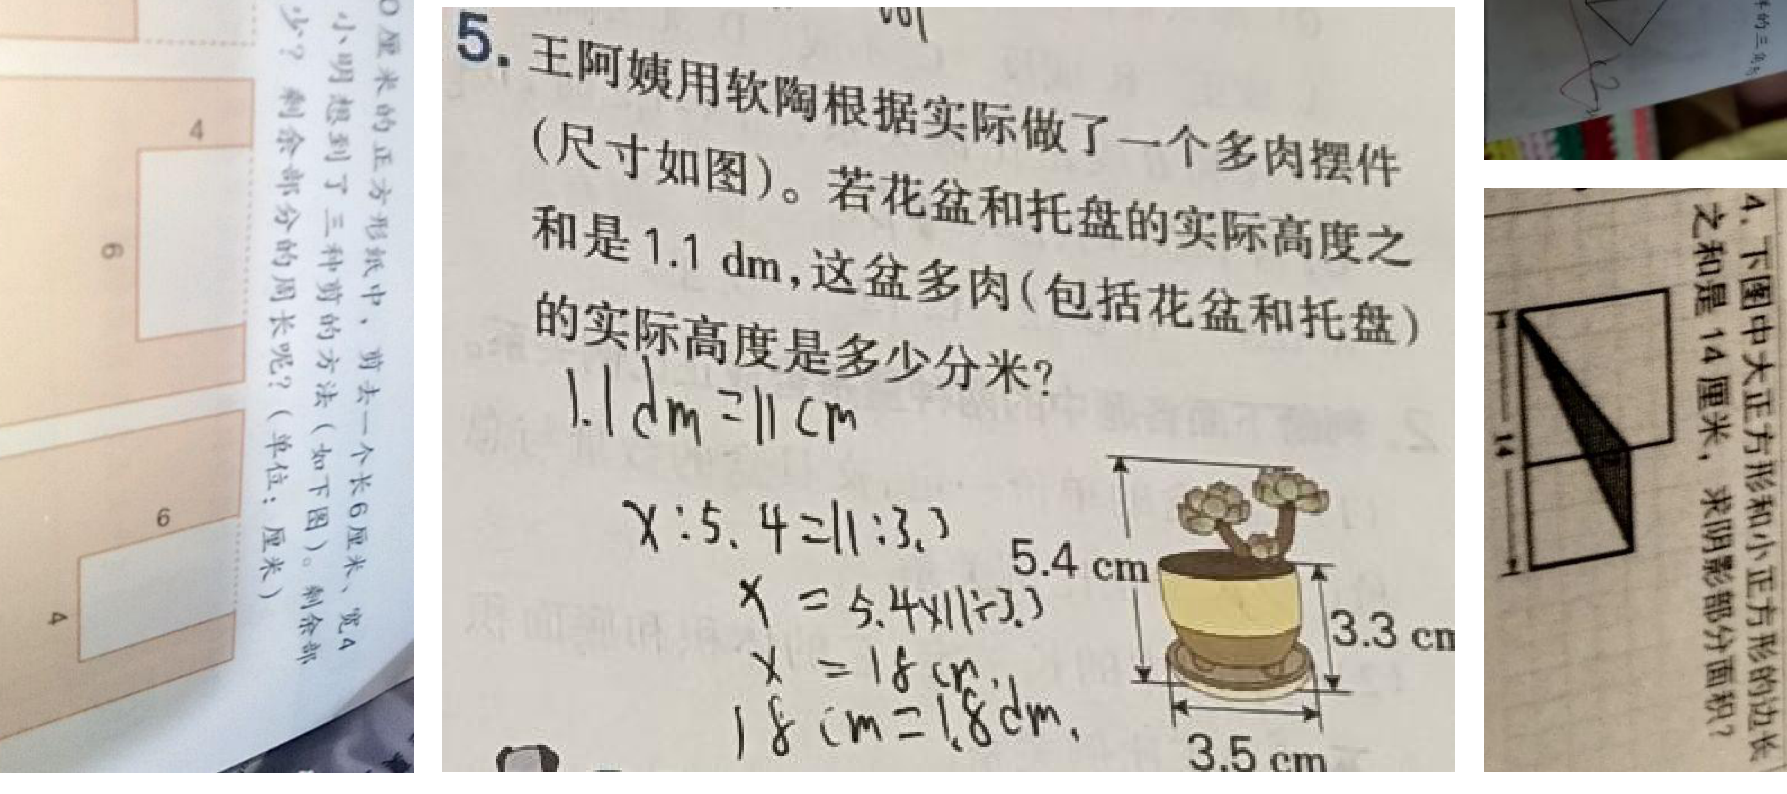 0厘米的正方形纸中，剪去一个长6厘米、宽4
小明想到了三种剪的方法（如下图）。剩余部
少？剩余部分的周长呢？（单位：厘米）
4
6
6
4
5. 王阿姨用软陶根据实际做了一个多肉摆件
(尺寸如图)。若花盆和托盘的实际高度之
和是1.1 dm,这盆多肉(包括花盆和托盘)
的实际高度是多少分米?
1.1dm=11cm
x:5.4=11:3.3
x=5.4x11÷3.3
x=18cm.
18cm=1.8dm.
5.4 cm
3.3 cm
3.5 cm
的三角
4. 下图中大正方形和小正方形的边长
之和是14厘米，求阴影部分面积？
14